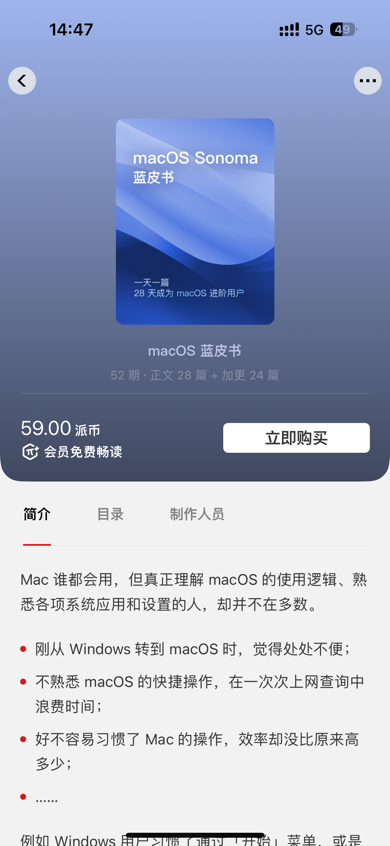 14:47
5G
49
macOS Sonoma
蓝皮书
一天一篇
28 天成为 macOS 进阶用户
macOS 蓝皮书
52 期 · 正文 28 篇 + 加更 24 篇
59.00 派币
会员免费畅读
立即购买
简介
目录
制作人员
Mac 谁都会用，但真正理解 macOS 的使用逻辑、熟
悉各项系统应用和设置的人，却并不在多数。
刚从 Windows 转到 macOS 时，觉得处处不便；
不熟悉 macOS 的快捷操作，在一次次上网查询中
浪费时间；
好不容易习惯了 Mac 的操作，效率却没比原来高
多少；
……
例如 Windows 用户习惯了通过「开始」菜单，或是